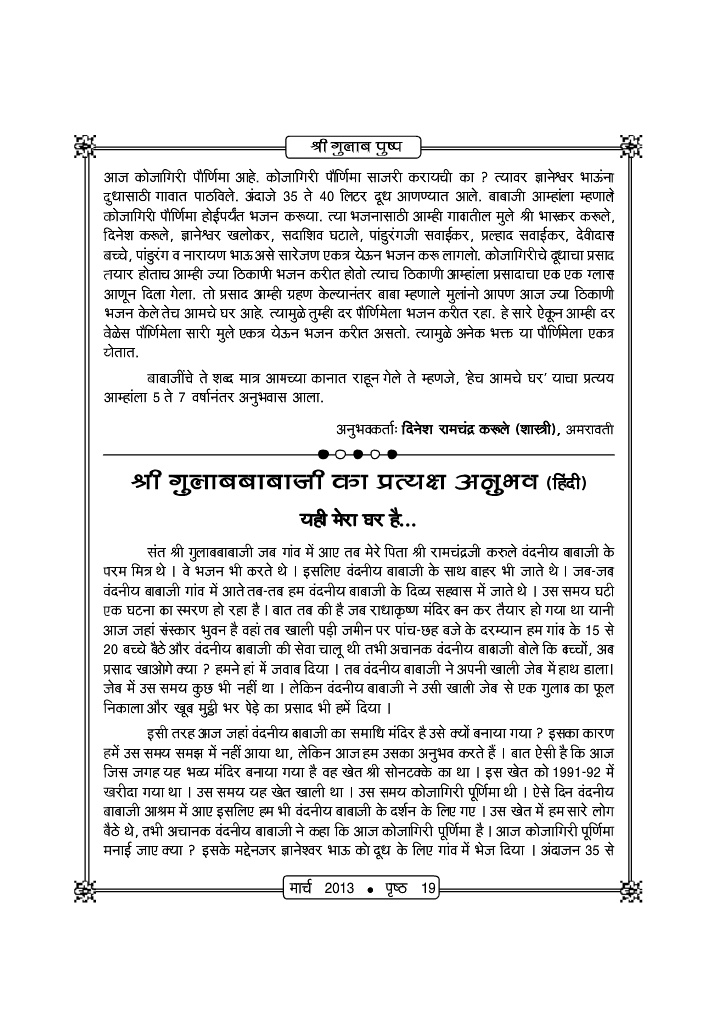 श्री गुलाब पुष्प
आज कोजागिरी पौर्णिमा आहे. कोजागिरी पौर्णिमा साजरी करायची का ? त्यावर ज्ञानेश्वर भाऊंना
दुधासाठी गावात पाठविले. अंदाजे 35 ते 40 लिटर दूध आणण्यात आले. बाबाजी आम्हांला म्हणाले
कोजागिरी पौर्णिमा होईपर्यंत भजन करूया. त्या भजनासाठी आम्ही गावातील मुले श्री भास्कर करूले,
दिनेश करूले, ज्ञानेश्वर खलोकर, सदाशिव घटाले, पांडुरंगजी सवाईकर, प्रल्हाद सवाईकर, देवीदास
बच्चे, पांडुरंग व नारायण भाऊ असे सारेजण एकत्र येऊन भजन करू लागलो. कोजागिरीचे दूधाचा प्रसाद
तयार होताच आम्ही ज्या ठिकाणी भजन करीत होतो त्याच ठिकाणी आम्हांला प्रसादाचा एक एक ग्लास
आणून दिला गेला. तो प्रसाद आम्ही ग्रहण केल्यानंतर बाबा म्हणाले मुलांनो आपण आज ज्या ठिकाणी
भजन केले तेच आमचे घर आहे. त्यामुळे तुम्ही दर पौर्णिमेला भजन करीत रहा. हे सारे ऐकून आम्ही दर
वेळेस पौर्णिमेला सारी मुले एकत्र येऊन भजन करीत असतो. त्यामुळे अनेक भक्त या पौर्णिमेला एकत्र
येतात.
बाबाजींचे ते शब्द मात्र आमच्या कानात राहून गेले ते म्हणजे, ‘हेच आमचे घर’ याचा प्रत्यय
आम्हांला 5 ते 7 वर्षानंतर अनुभवास आला.
अनुभवकर्ताः दिनेश रामचंद्र करूले (शास्त्री), अमरावती
श्री गुलाबबाबाजी का प्रत्यक्ष अनुभव (हिंदी)
यही मेरा घर है...
संत श्री गुलाबबाबाजी जब गांव में आए तब मेरे पिता श्री रामचंद्रजी करुले वंदनीय बाबाजी के
परम मित्र थे । वे भजन भी करते थे । इसलिए वंदनीय बाबाजी के साथ बाहर भी जाते थे । जब-जब
वंदनीय बाबाजी गांव में आते तब-तब हम वंदनीय बाबाजी के दिव्य सहवास में जाते थे । उस समय घटी
एक घटना का स्मरण हो रहा है । बात तब की है जब राधाकृष्ण मंदिर बन कर तैयार हो गया था यानी
आज जहां संस्कार भुवन है वहां तब खाली पड़ी जमीन पर पांच-छह बजे के दरम्यान हम गांव के 15 से
20 बच्चे बैठे और वंदनीय बाबाजी की सेवा चालू थी तभी अचानक वंदनीय बाबाजी बोले कि बच्चों, अब
प्रसाद खाओगे क्या ? हमने हां में जवाब दिया । तब वंदनीय बाबाजी ने अपनी खाली जेब में हाथ डाला।
जेब में उस समय कुछ भी नहीं था । लेकिन वंदनीय बाबाजी ने उसी खाली जेब से एक गुलाब का फूल
निकाला और खूब मुट्ठी भर पेड़े का प्रसाद भी हमें दिया ।
इसी तरह आज जहां वंदनीय बाबाजी का समाधि मंदिर है उसे क्यों बनाया गया ? इसका कारण
हमें उस समय समझ में नहीं आया था, लेकिन आज हम उसका अनुभव करते हैं । बात ऐसी है कि आज
जिस जगह यह भव्य मंदिर बनाया गया है वह खेत श्री सोनटक्के का था । इस खेत को 1991-92 में
खरीदा गया था । उस समय यह खेत खाली था । उस समय कोजागिरी पूर्णिमा थी । ऐसे दिन वंदनीय
बाबाजी आश्रम में आए इसलिए हम भी वंदनीय बाबाजी के दर्शन के लिए गए । उस खेत में हम सारे लोग
बैठे थे, तभी अचानक वंदनीय बाबाजी ने कहा कि आज कोजागिरी पूर्णिमा है । आज कोजागिरी पूर्णिमा
मनाई जाए क्या ? इसके मद्देनजर ज्ञानेश्वर भाऊ को दूध के लिए गांव में भेज दिया । अंदाजन 35 से
मार्च 2013 ● पृष्ठ 19